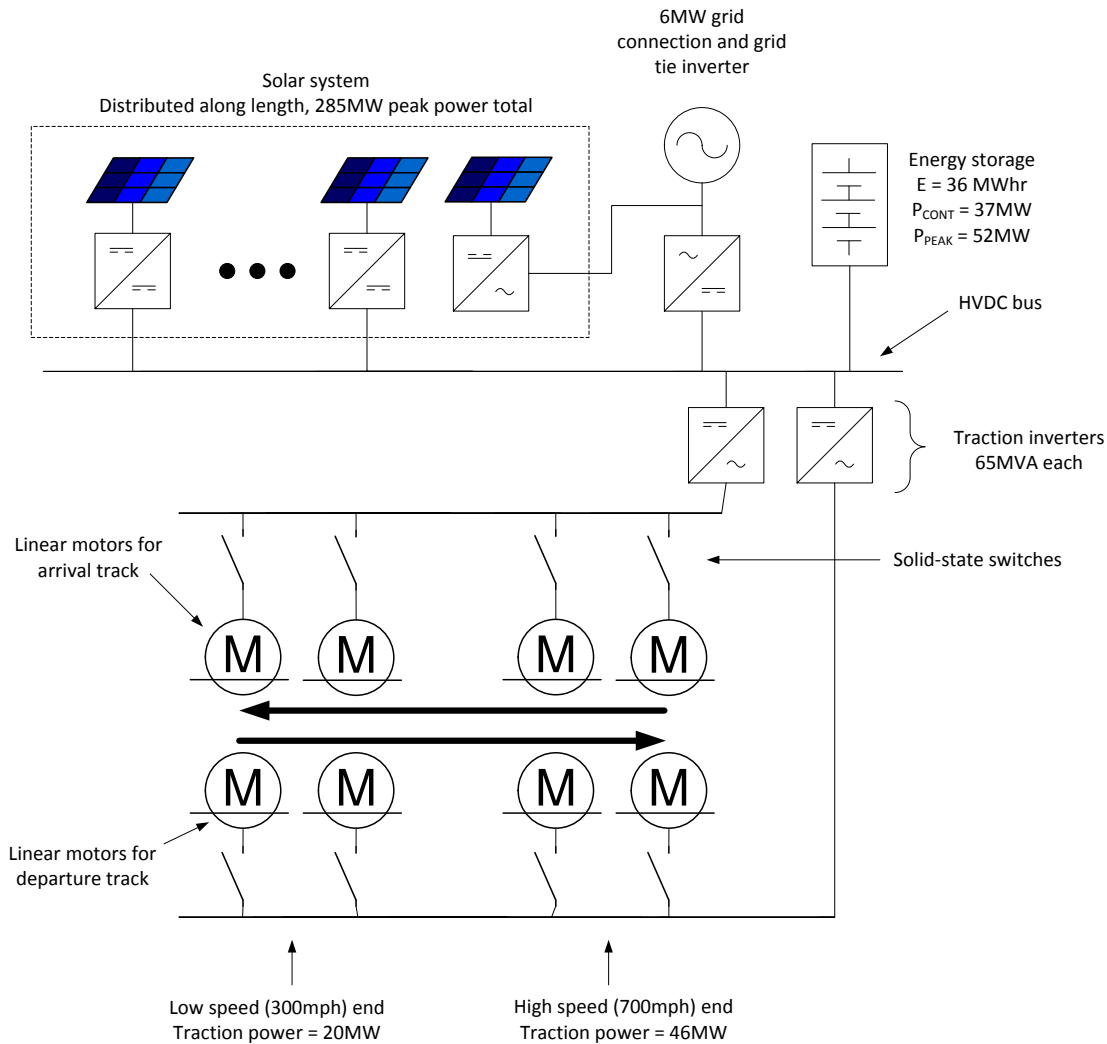 6MW grid
connection and grid
tie inverter
Solar system
Distributed along length, 285MW peak power total
Energy storage
E = 36 MWhr
PCONT = 37MW
PPEAK = 52MW
HVDC bus
Traction inverters
65MVA each
Linear motors for
arrival track
Solid-state switches
M
M
M
M
M
M
M
M
Linear motors for
departure track
Low speed (300mph) end
Traction power = 20MW
High speed (700mph) end
Traction power = 46MW